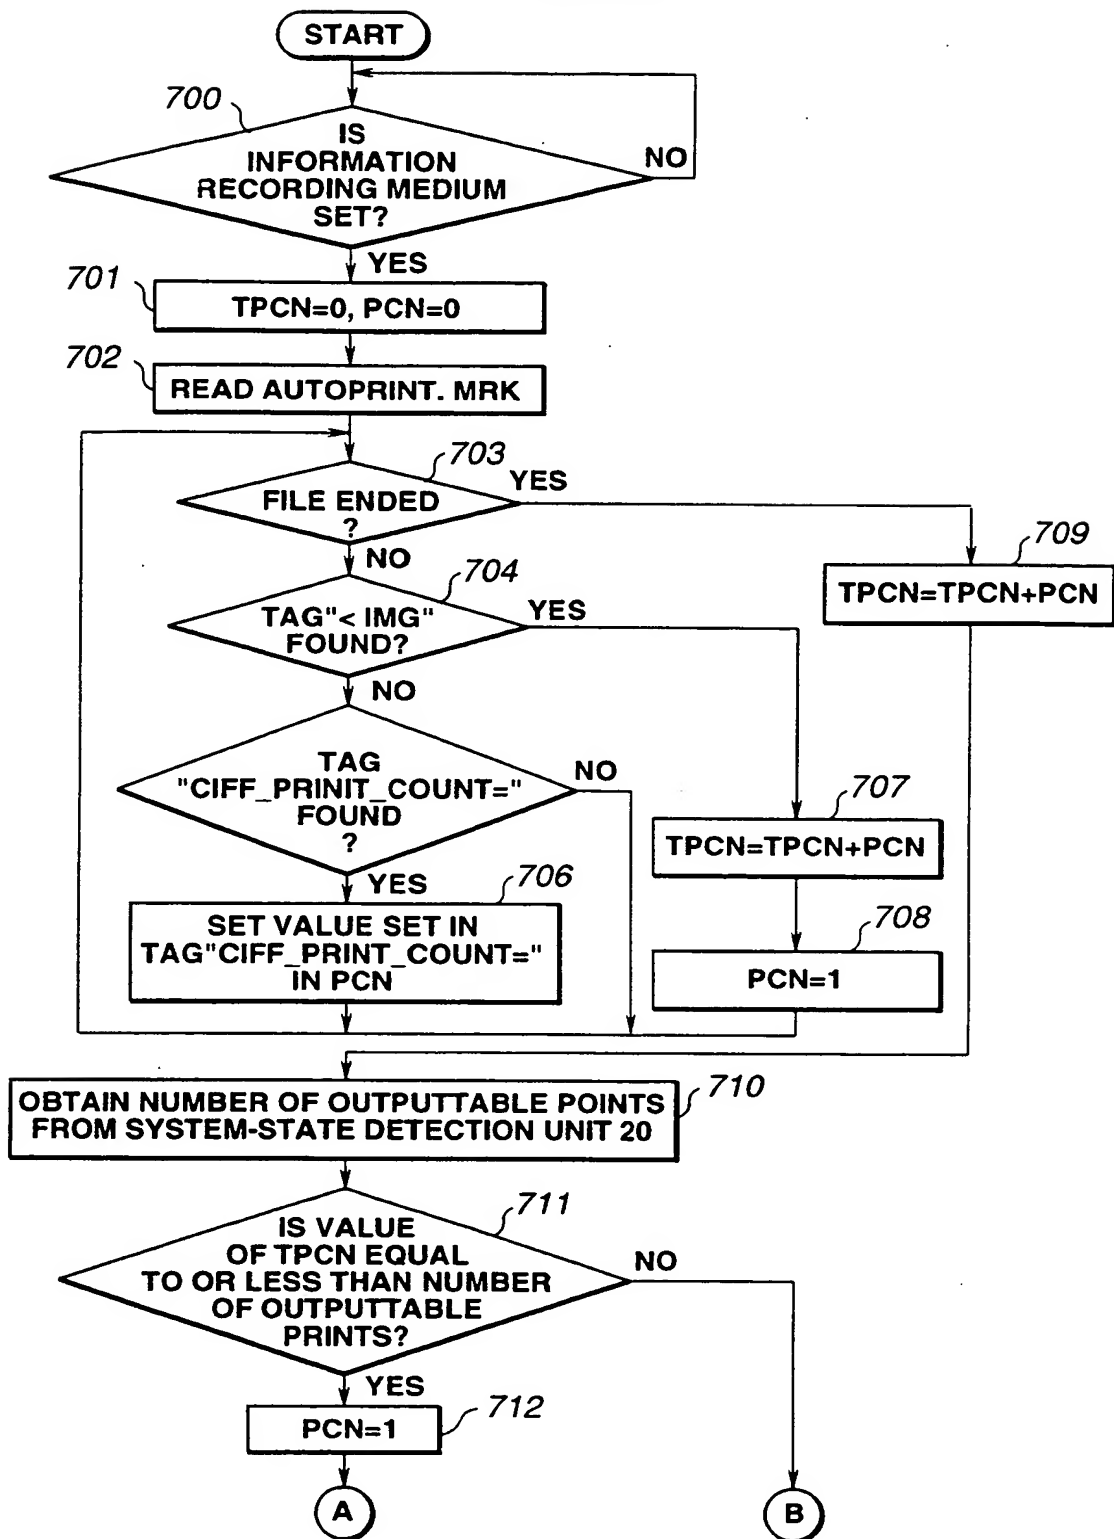 START
700
IS
INFORMATION
RECORDING MEDIUM
SET?
NO
YES
701
TPCN=0, PCN=0
702
READ AUTOPRINT. MRK
703
FILE ENDED
?
YES
NO
709
TPCN=TPCN+PCN
704
TAG"< IMG"
FOUND?
YES
NO
TAG
"CIFF_PRINIT_COUNT="
FOUND
?
NO
YES
707
TPCN=TPCN+PCN
706
SET VALUE SET IN
TAG"CIFF_PRINT_COUNT="
IN PCN
708
PCN=1
710
OBTAIN NUMBER OF OUTPUTTABLE POINTS
FROM SYSTEM-STATE DETECTION UNIT 20
711
IS VALUE
OF TPCN EQUAL
TO OR LESS THAN NUMBER
OF OUTPUTTABLE
PRINTS?
NO
YES
712
PCN=1
A
B